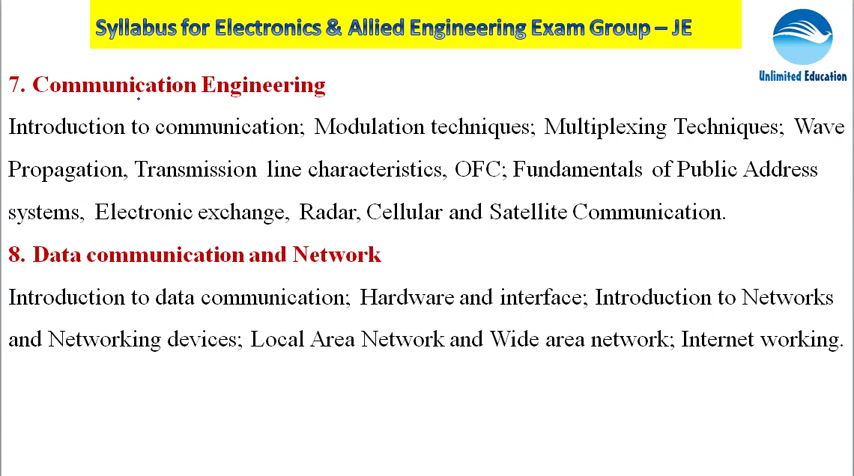 Syllabus for Electronics & Allied Engineering Exam Group – JE
Unlimited Education
7. Communication Engineering
Introduction to communication; Modulation techniques; Multiplexing Techniques; Wave
Propagation, Transmission line characteristics, OFC; Fundamentals of Public Address
systems, Electronic exchange, Radar, Cellular and Satellite Communication.
8. Data communication and Network
Introduction to data communication; Hardware and interface; Introduction to Networks
and Networking devices; Local Area Network and Wide area network; Internet working.